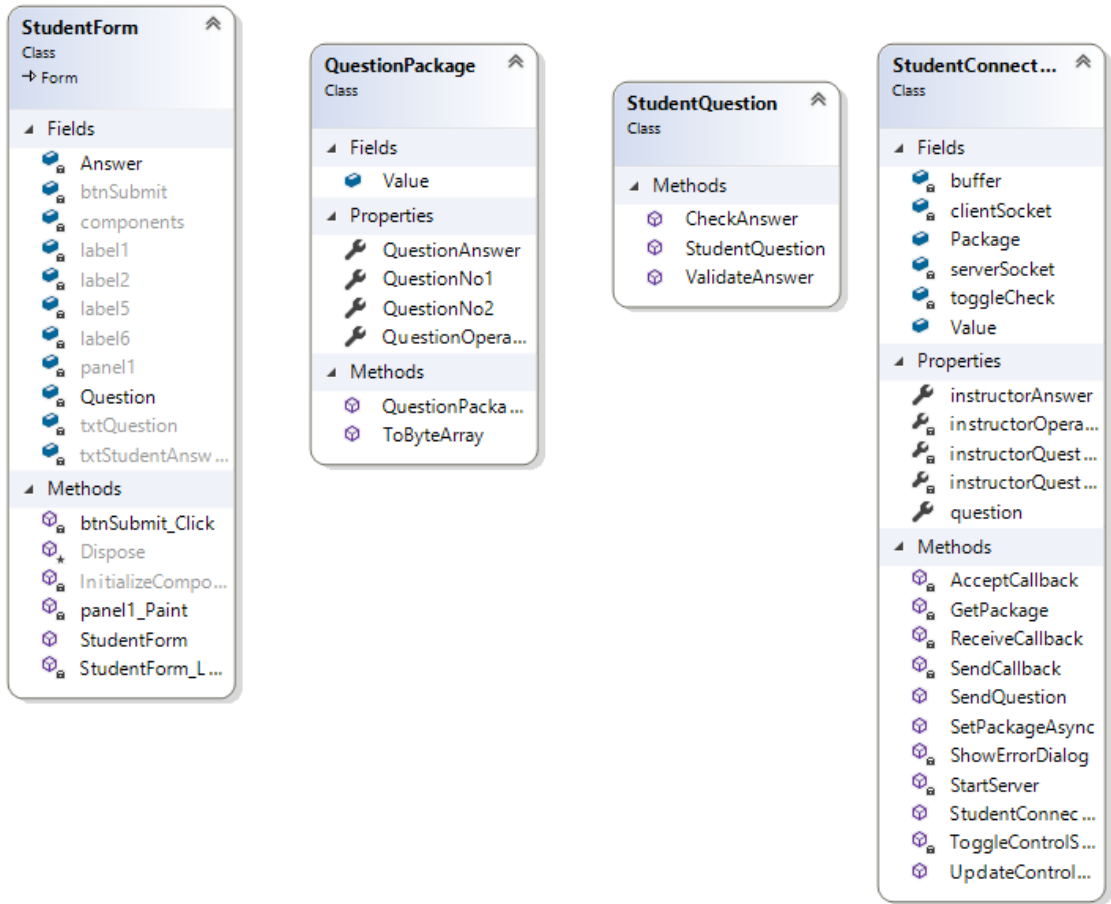 StudentForm
Class
Form
Fields
Answer
btnSubmit
components
label1
label2
label5
label6
panel1
Question
txtQuestion
txtStudentAnsw...
Methods
btnSubmit_Click
Dispose
InitializeCompo...
panel1_Paint
StudentForm
StudentForm_L...
QuestionPackage
Class
Fields
Value
Properties
QuestionAnswer
QuestionNo1
QuestionNo2
QuestionOpera...
Methods
QuestionPacka...
ToByteArray
StudentQuestion
Class
Methods
CheckAnswer
StudentQuestion
ValidateAnswer
StudentConnect...
Class
Fields
buffer
clientSocket
Package
serverSocket
toggleCheck
Value
Properties
instructorAnswer
instructorOpera...
instructorQuest...
instructorQuest...
question
Methods
AcceptCallback
GetPackage
ReceiveCallback
SendCallback
SendQuestion
SetPackageAsync
ShowErrorDialog
StartServer
StudentConnec...
ToggleControlS...
UpdateControl...